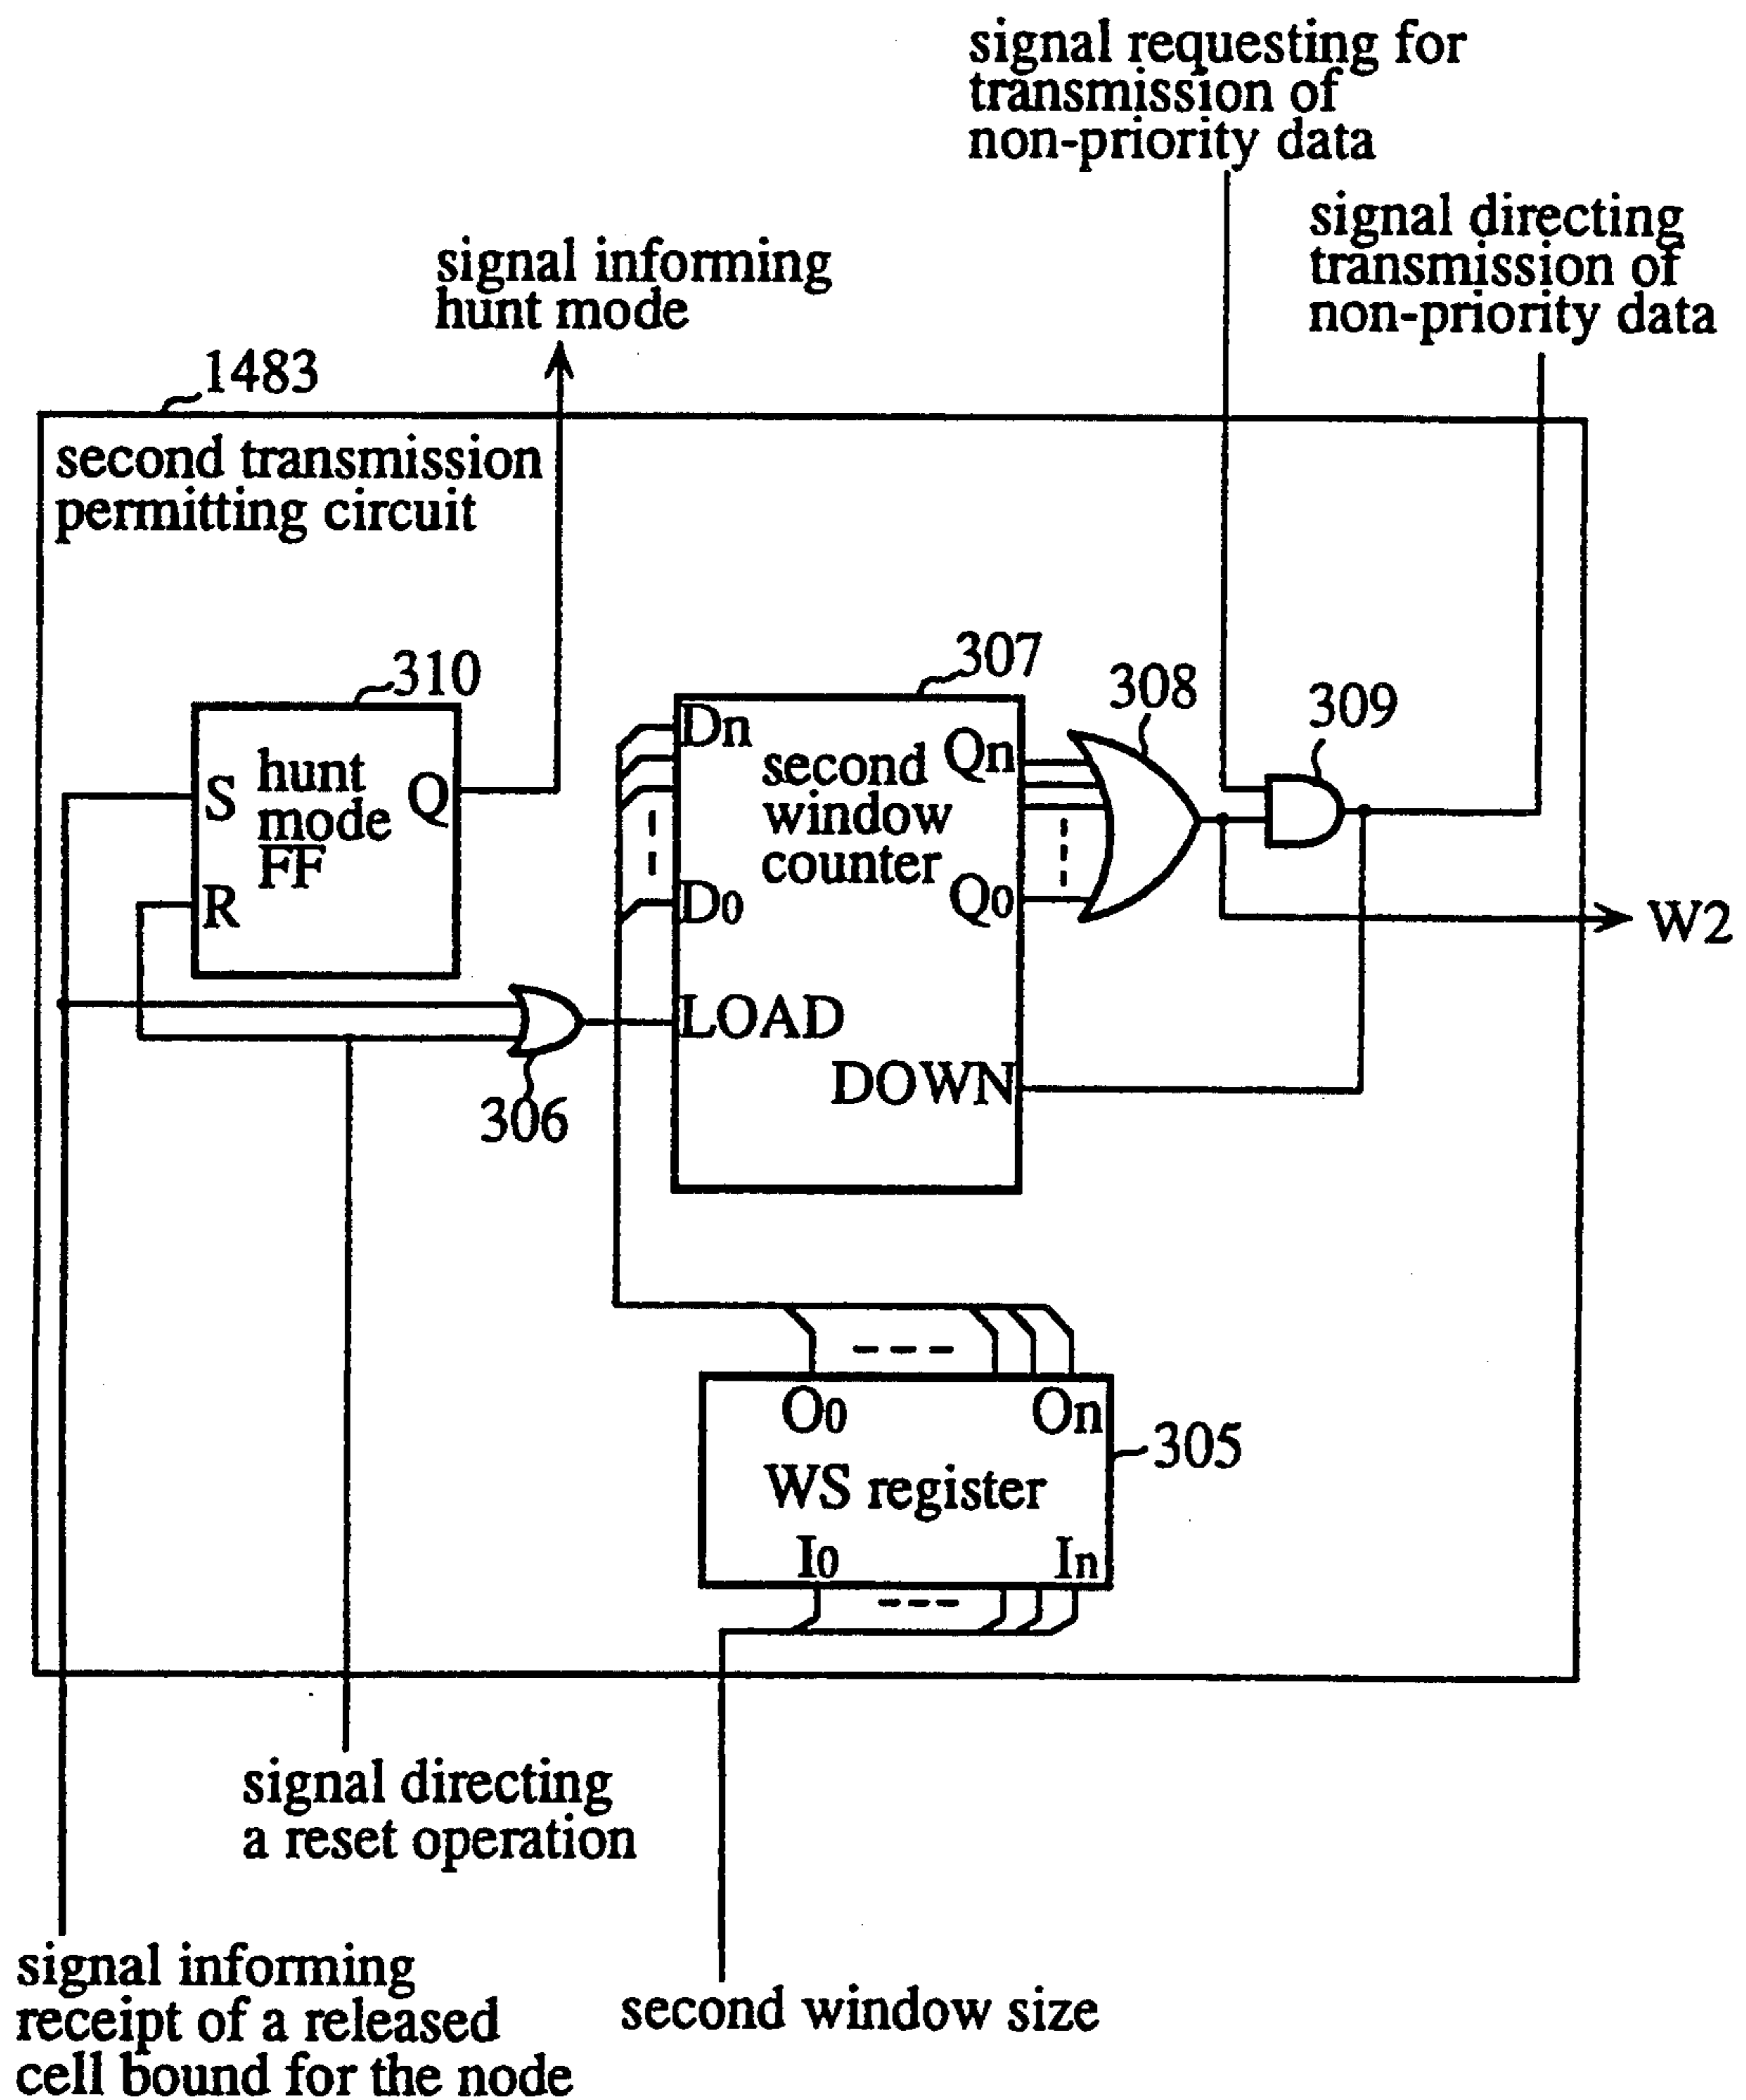 signal requesting for
transmission of
non-priority data
signal directing
transmission of
non-priority data
signal informing
hunt mode
1483
second transmission
permitting circuit
310
S
hunt
mode
FF
Q
R
307
Dn
D0
second
window
counter
Qn
Q0
LOAD
DOWN
308
309
W2
306
O0
On
WS register
I0
In
305
signal directing
a reset operation
signal informing
receipt of a released
cell bound for the node
second window size